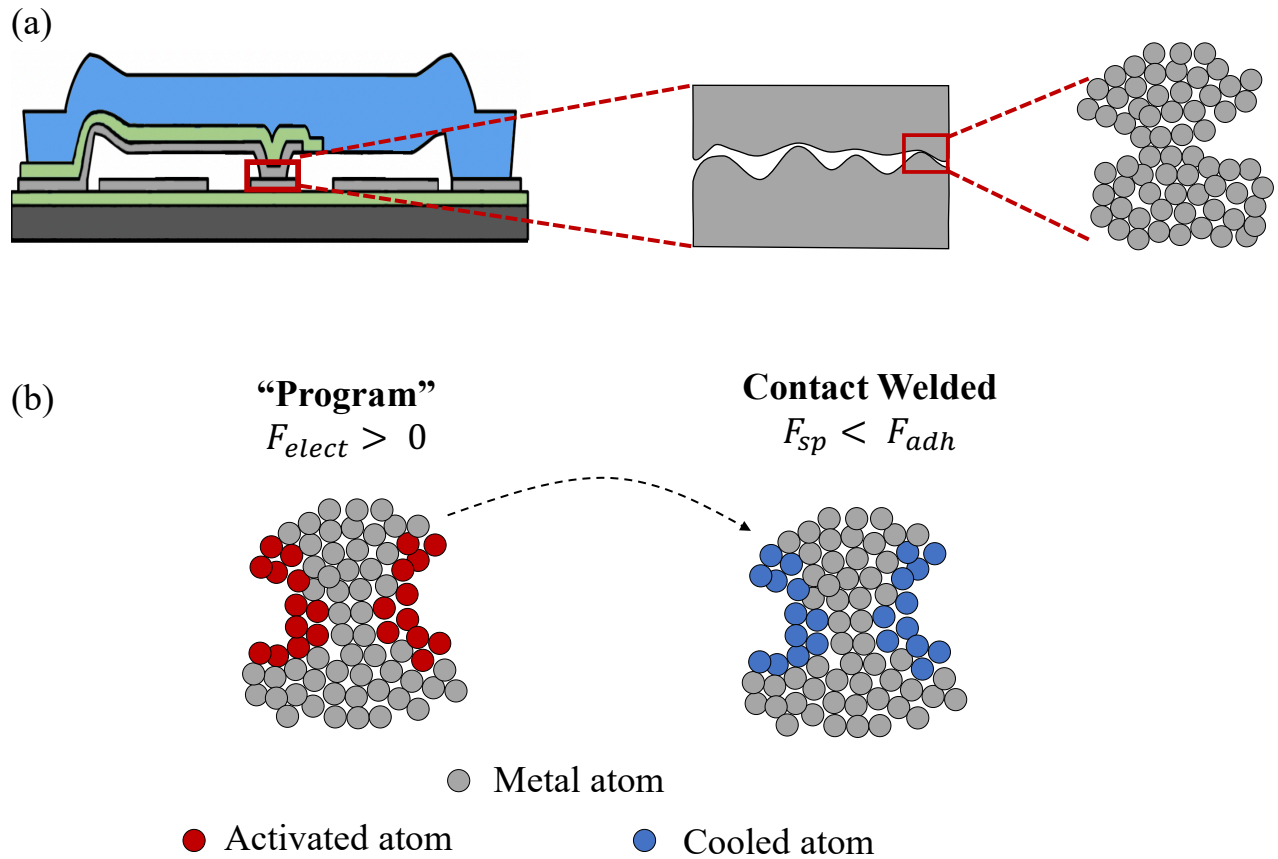 (a)
(b)
“Program”
F_elect > 0
Contact Welded
F_sp < F_adh
Metal atom
Activated atom
Cooled atom